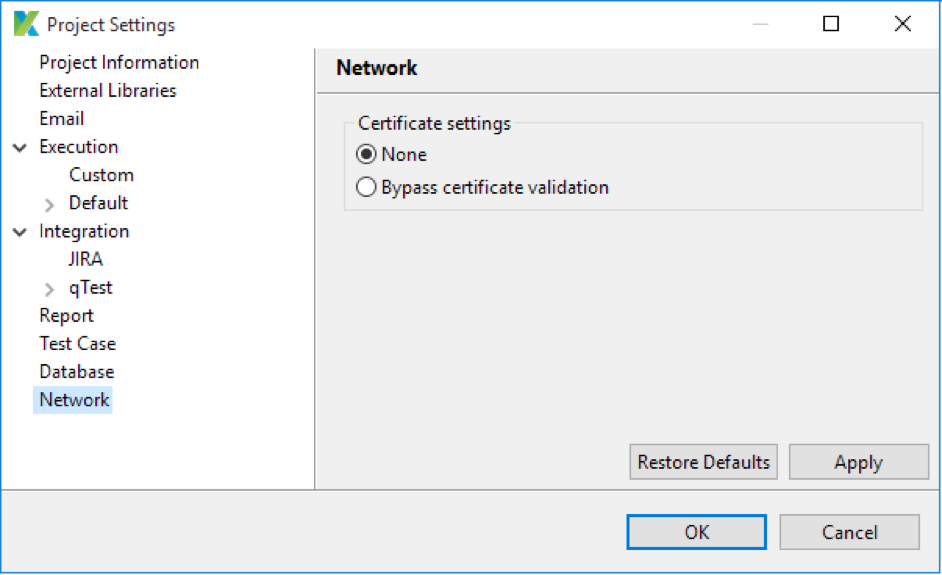 Project Settings
Project Information
External Libraries
Email
Execution
Custom
Default
Integration
JIRA
qTest
Report
Test Case
Database
Network
Network
Certificate settings
None
Bypass certificate validation
Restore Defaults
Apply
OK
Cancel